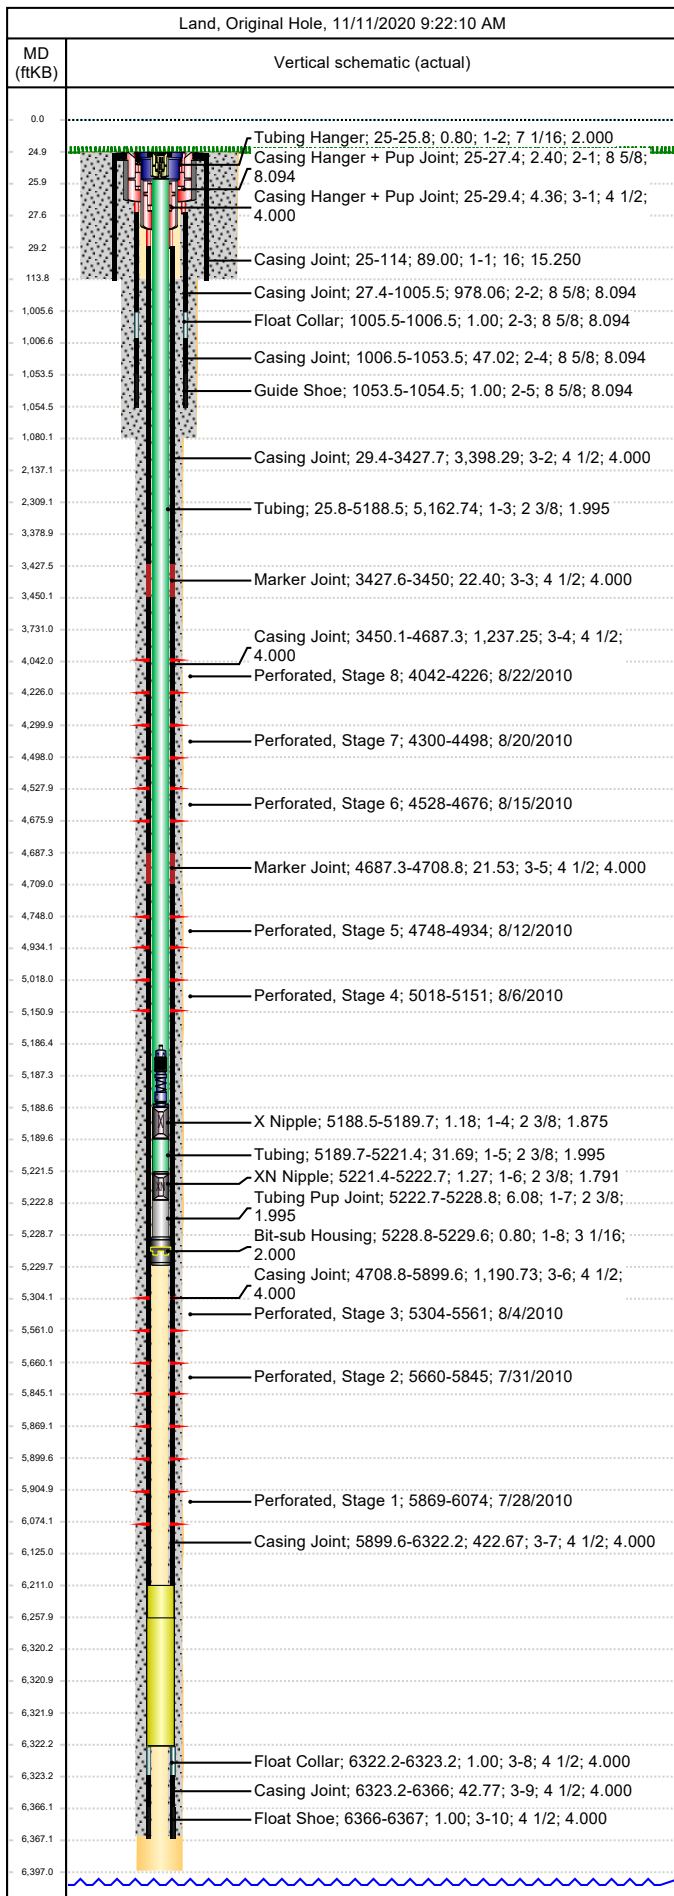 Land, Original Hole, 11/11/2020 9:22:10 AM
MD
(ftKB)
Vertical schematic (actual)
0.0
24.9
25.9
27.6
29.2
113.8
1,005.6
1,006.6
1,053.5
1,054.5
1,080.1
2,137.1
2,309.1
3,378.9
3,427.5
3,450.1
3,731.0
4,042.0
4,226.0
4,299.9
4,498.0
4,527.9
4,675.9
4,687.3
4,709.0
4,748.0
4,934.1
5,018.0
5,150.9
5,186.4
5,187.3
5,188.6
5,189.6
5,221.5
5,222.8
5,228.7
5,229.7
5,304.1
5,561.0
5,660.1
5,845.1
5,869.1
5,899.6
5,904.9
6,074.1
6,125.0
6,211.0
6,257.9
6,320.2
6,320.9
6,321.9
6,322.2
6,323.2
6,366.1
6,367.1
6,397.0
Tubing Hanger; 25-25.8; 0.80; 1-2; 7 1/16; 2.000
Casing Hanger + Pup Joint; 25-27.4; 2.40; 2-1; 8 5/8;
8.094
Casing Hanger + Pup Joint; 25-29.4; 4.36; 3-1; 4 1/2;
4.000
Casing Joint; 25-114; 89.00; 1-1; 16; 15.250
Casing Joint; 27.4-1005.5; 978.06; 2-2; 8 5/8; 8.094
Float Collar; 1005.5-1006.5; 1.00; 2-3; 8 5/8; 8.094
Casing Joint; 1006.5-1053.5; 47.02; 2-4; 8 5/8; 8.094
Guide Shoe; 1053.5-1054.5; 1.00; 2-5; 8 5/8; 8.094
Casing Joint; 29.4-3427.7; 3,398.29; 3-2; 4 1/2; 4.000
Tubing; 25.8-5188.5; 5,162.74; 1-3; 2 3/8; 1.995
Marker Joint; 3427.6-3450; 22.40; 3-3; 4 1/2; 4.000
Casing Joint; 3450.1-4687.3; 1,237.25; 3-4; 4 1/2;
4.000
Perforated, Stage 8; 4042-4226; 8/22/2010
Perforated, Stage 7; 4300-4498; 8/20/2010
Perforated, Stage 6; 4528-4676; 8/15/2010
Marker Joint; 4687.3-4708.8; 21.53; 3-5; 4 1/2; 4.000
Perforated, Stage 5; 4748-4934; 8/12/2010
Perforated, Stage 4; 5018-5151; 8/6/2010
X Nipple; 5188.5-5189.7; 1.18; 1-4; 2 3/8; 1.875
Tubing; 5189.7-5221.4; 31.69; 1-5; 2 3/8; 1.995
XN Nipple; 5221.4-5222.7; 1.27; 1-6; 2 3/8; 1.791
Tubing Pup Joint; 5222.7-5228.8; 6.08; 1-7; 2 3/8;
1.995
Bit-sub Housing; 5228.8-5229.6; 0.80; 1-8; 3 1/16;
2.000
Casing Joint; 4708.8-5899.6; 1,190.73; 3-6; 4 1/2;
4.000
Perforated, Stage 3; 5304-5561; 8/4/2010
Perforated, Stage 2; 5660-5845; 7/31/2010
Perforated, Stage 1; 5869-6074; 7/28/2010
Casing Joint; 5899.6-6322.2; 422.67; 3-7; 4 1/2; 4.000
Float Collar; 6322.2-6323.2; 1.00; 3-8; 4 1/2; 4.000
Casing Joint; 6323.2-6366; 42.77; 3-9; 4 1/2; 4.000
Float Shoe; 6366-6367; 1.00; 3-10; 4 1/2; 4.000